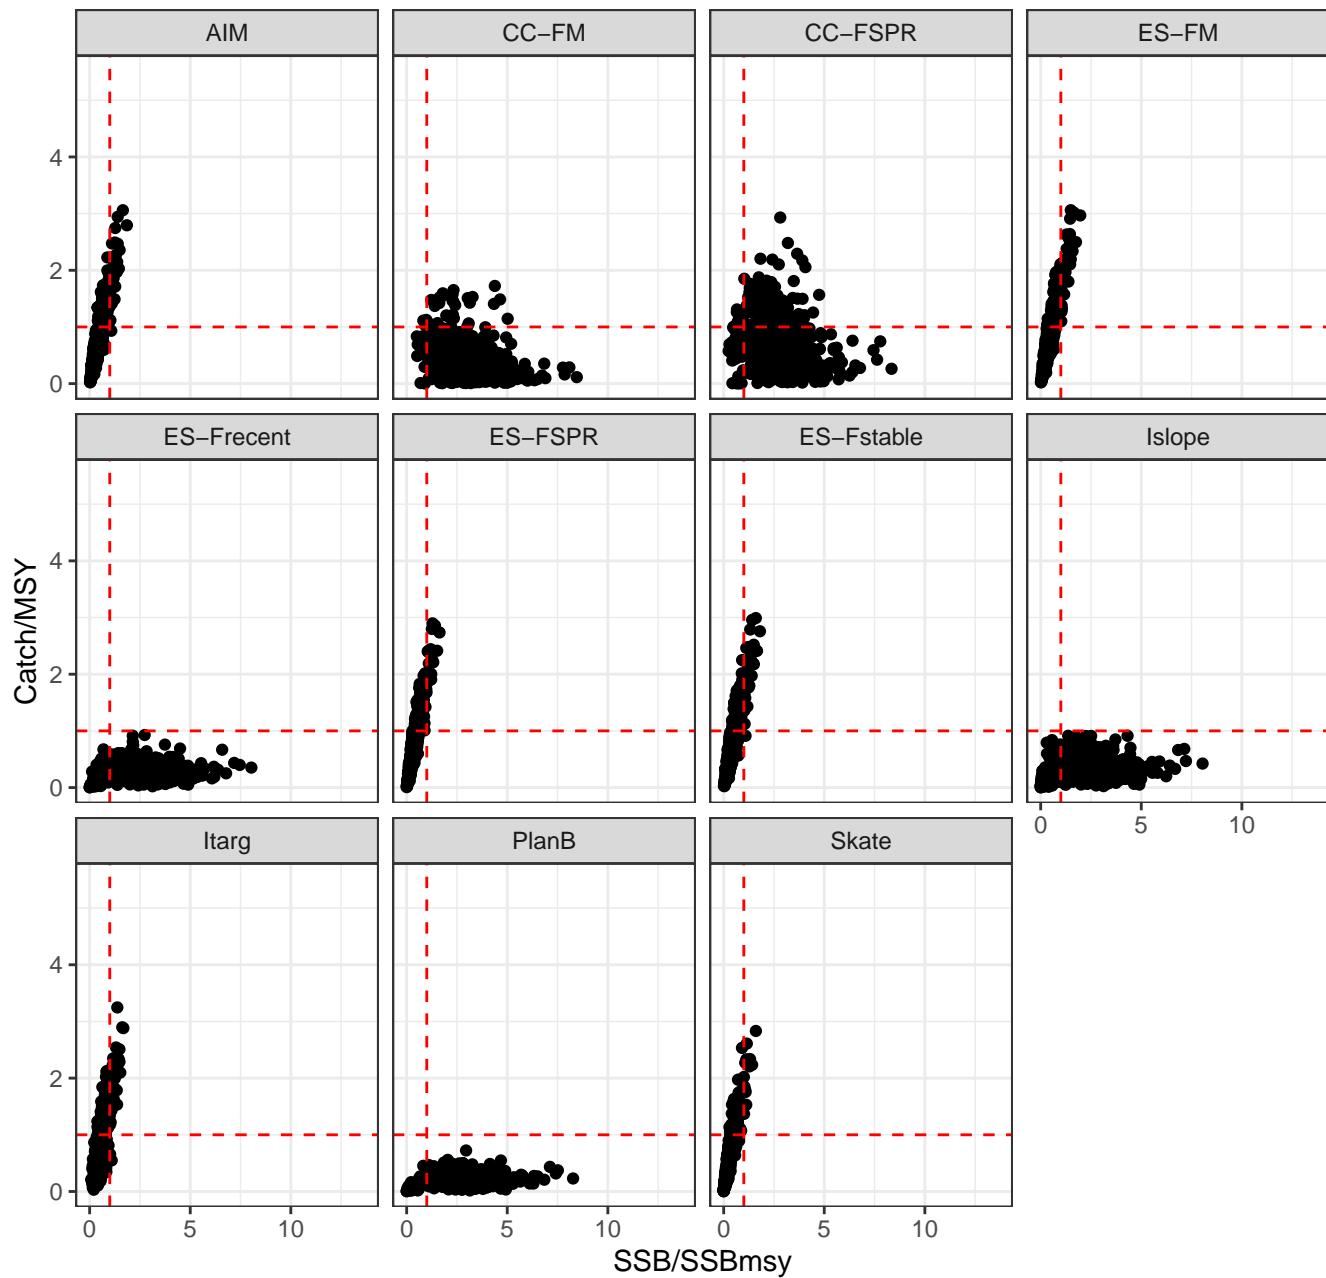 AIM
CC−FM
CC−FSPR
ES−FM
4
2
0
ES−Frecent
ES−FSPR
ES−Fstable
Islope
4
2
0
0 5 10
Itarg
PlanB
Skate
4
2
0
0 5 10
0 5 10
0 5 10
Catch/MSY
SSB/SSBmsy